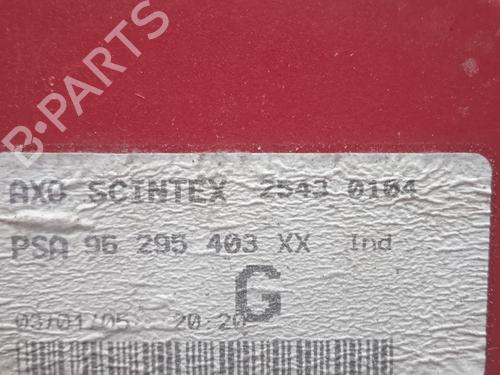 B-PARTS
AXO SCINTEX 2543 0104
PSA 96 295 403 XX Ind
G
03/01/05 20:20